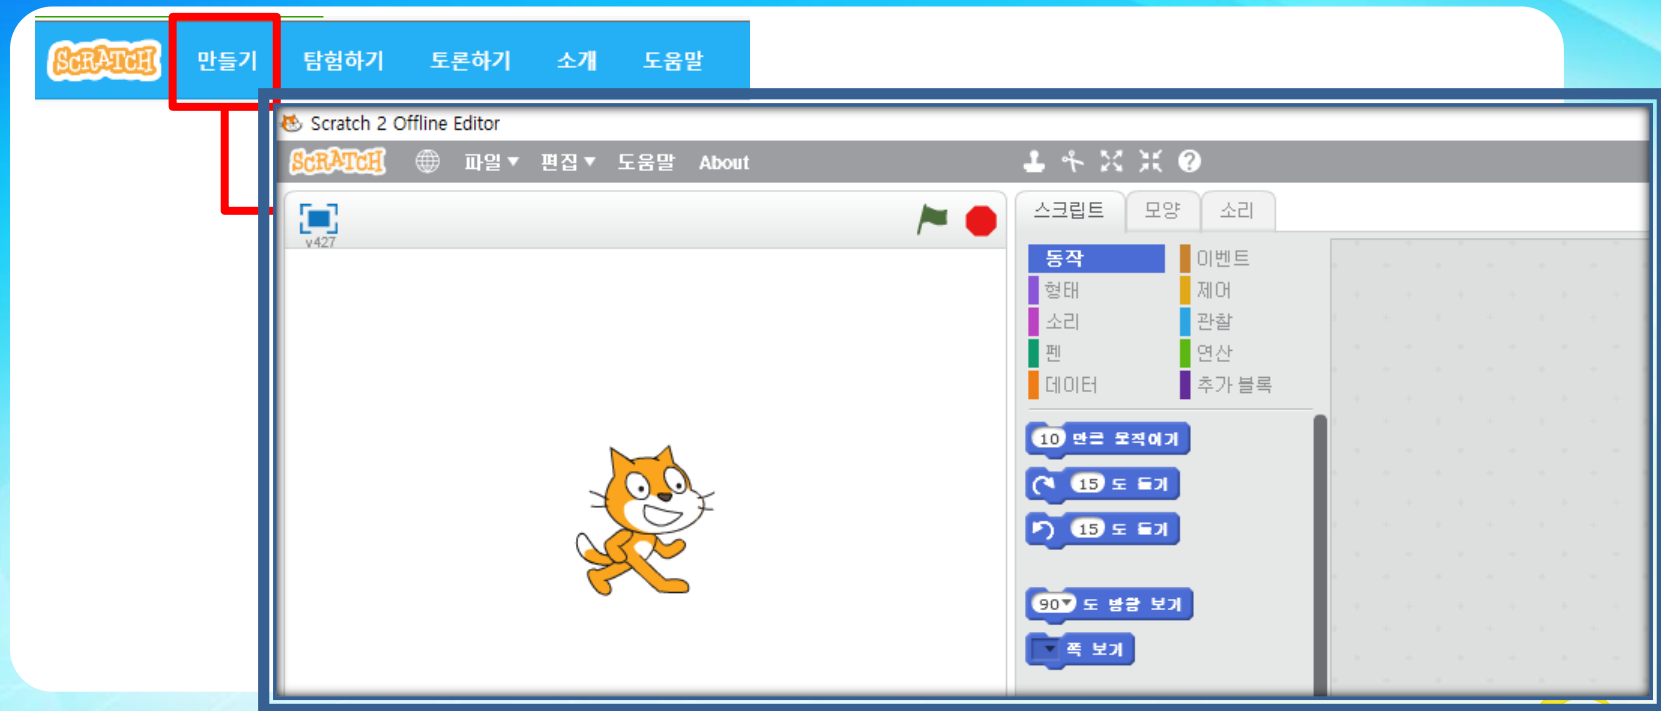 SCRATCH 만들기 탐험하기 토론하기 소개 도움말
Scratch 2 Offline Editor
SCRATCH 파일▼ 편집▼ 도움말 About
v427
스크립트 모양 소리
동작 이벤트
형태 제어
소리 관찰
펜 연산
데이터 추가 블록
10 만큼 움직이기
15 도 돌기
15 도 돌기
90▼ 도 방향 보기
쪽 보기